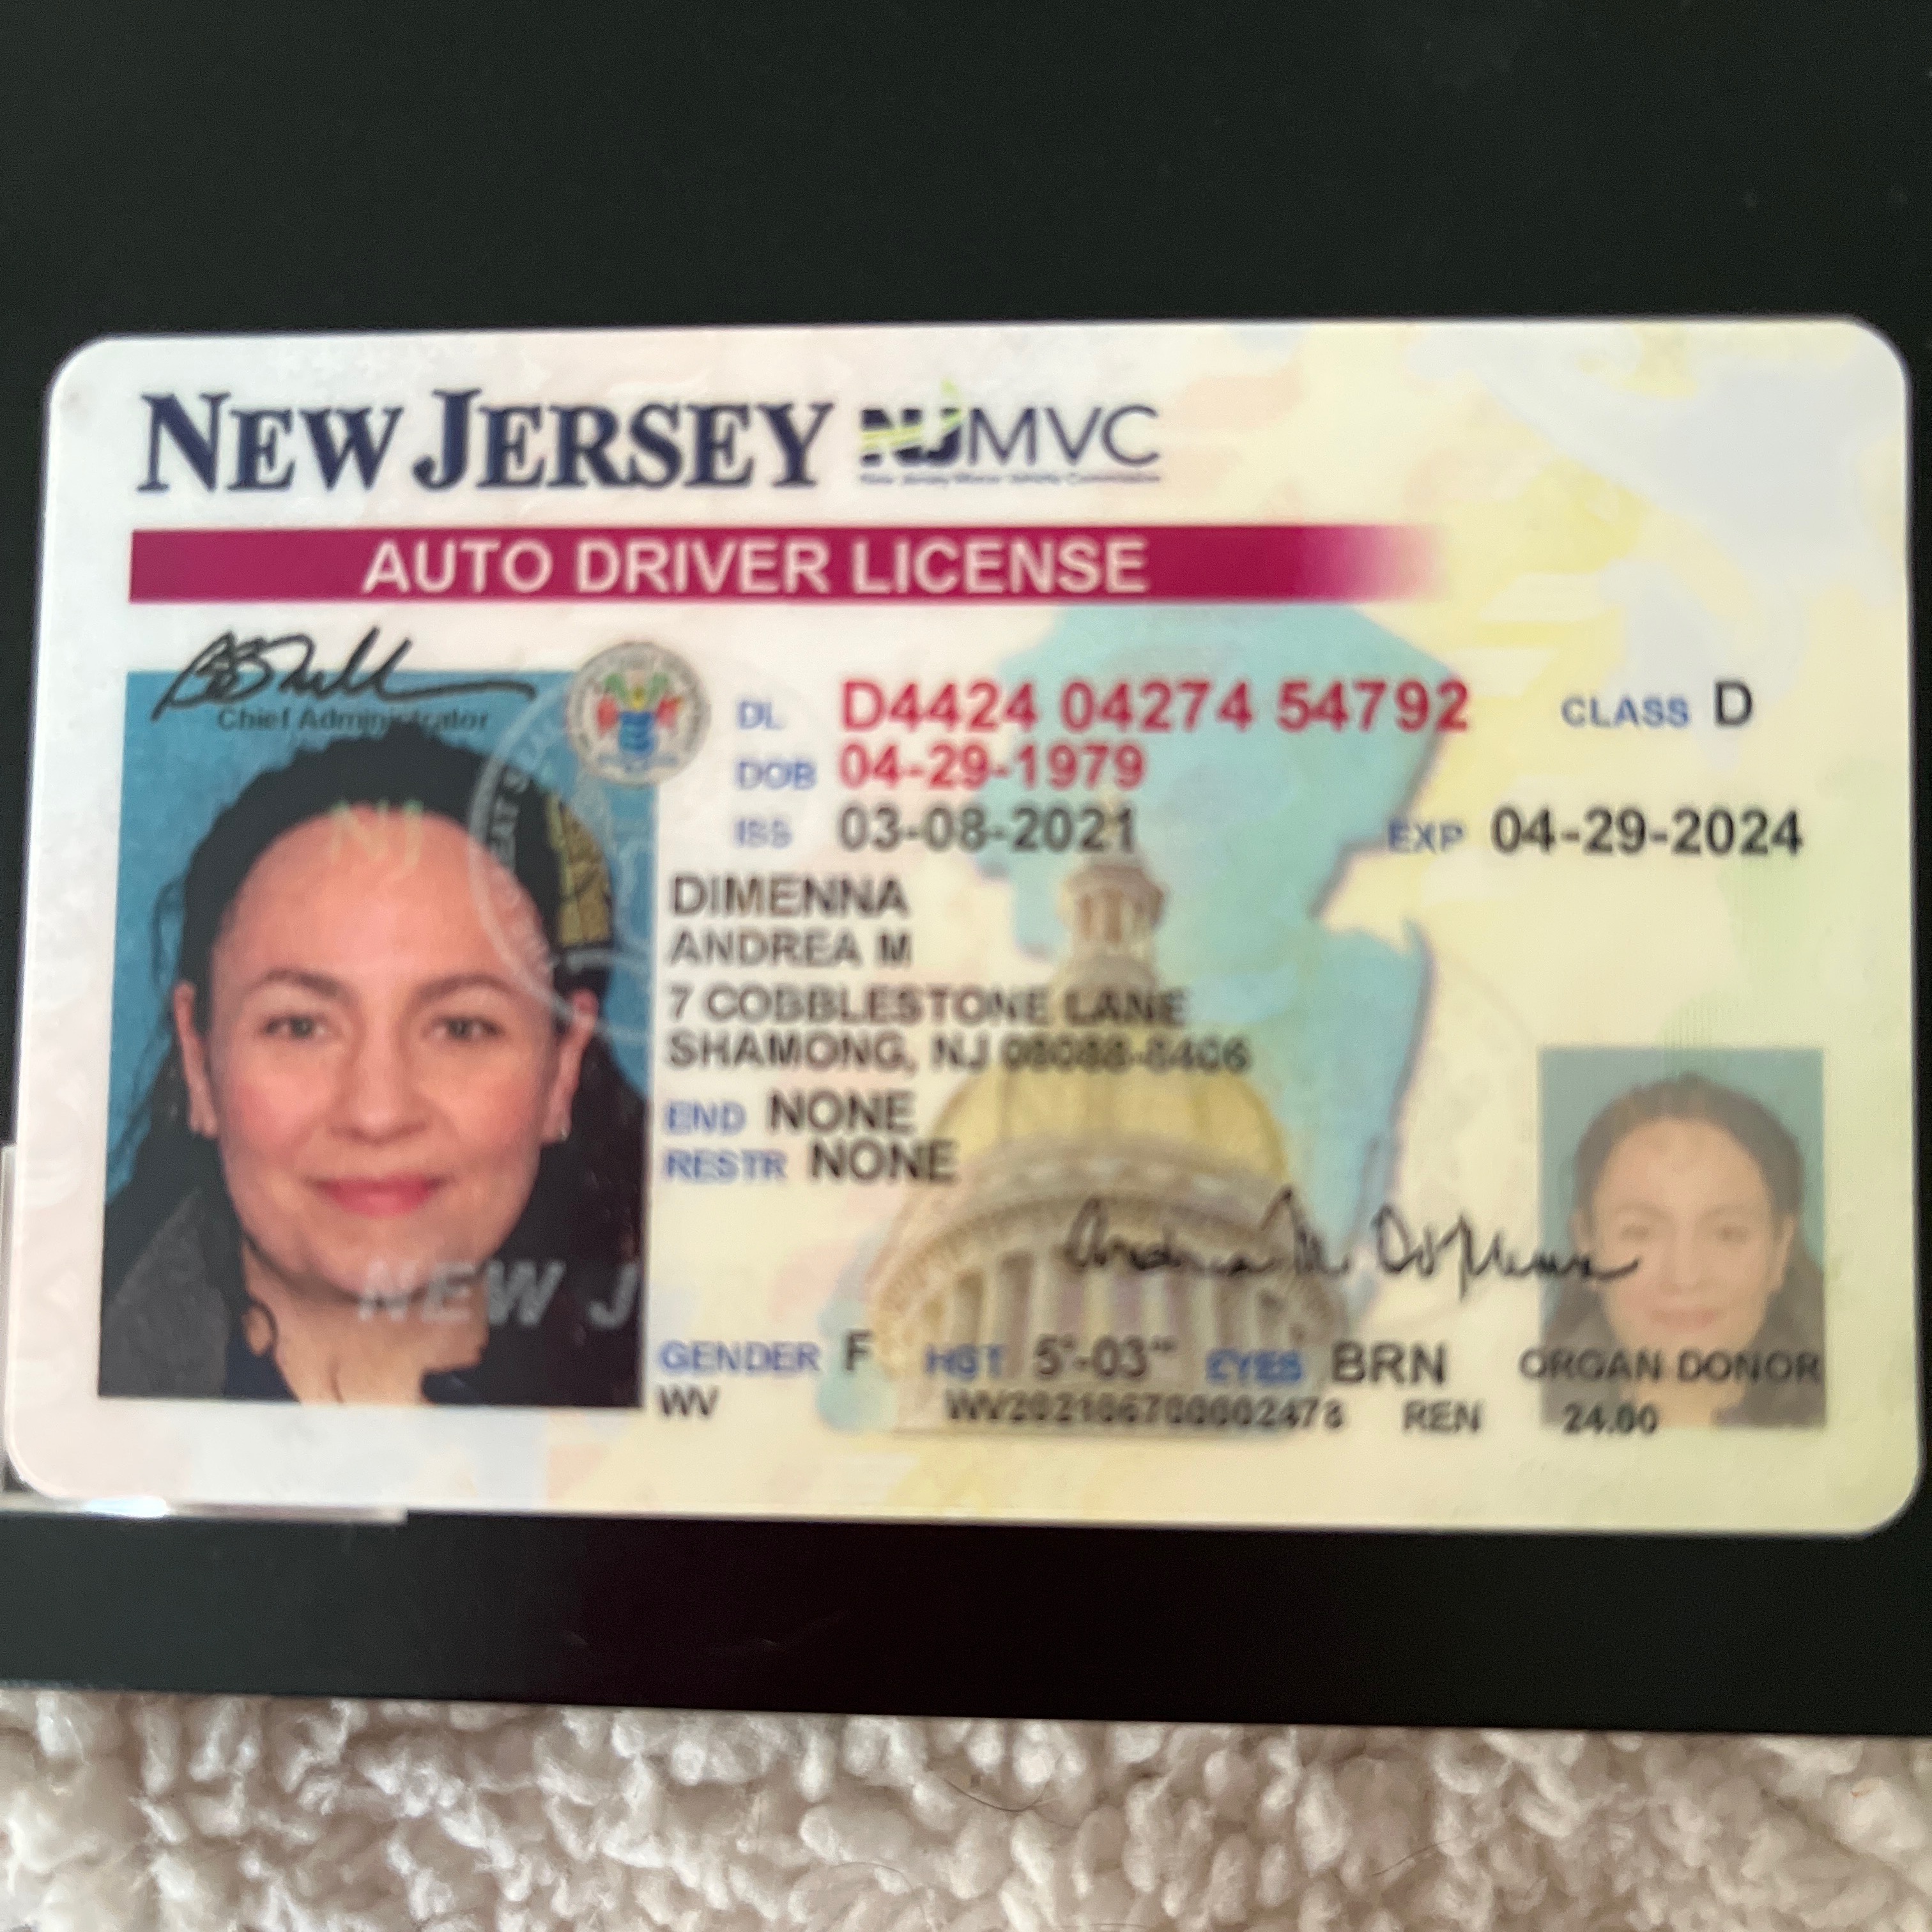 NEW JERSEY NJMVC
New Jersey Motor Vehicle Commission
AUTO DRIVER LICENSE
Chief Administrator
DL D4424 04274 54792 CLASS D
DOB 04-29-1979
ISS 03-08-2021 EXP 04-29-2024
NJ
DIMENNA
ANDREA M
7 COBBLESTONE LANE
SHAMONG, NJ 08088-8406
END NONE
RESTR NONE
Andrea M DiMenna
NEW J
GENDER F HGT 5'-03" EYES BRN ORGAN DONOR
WV WV202106700002478 REN 24.00